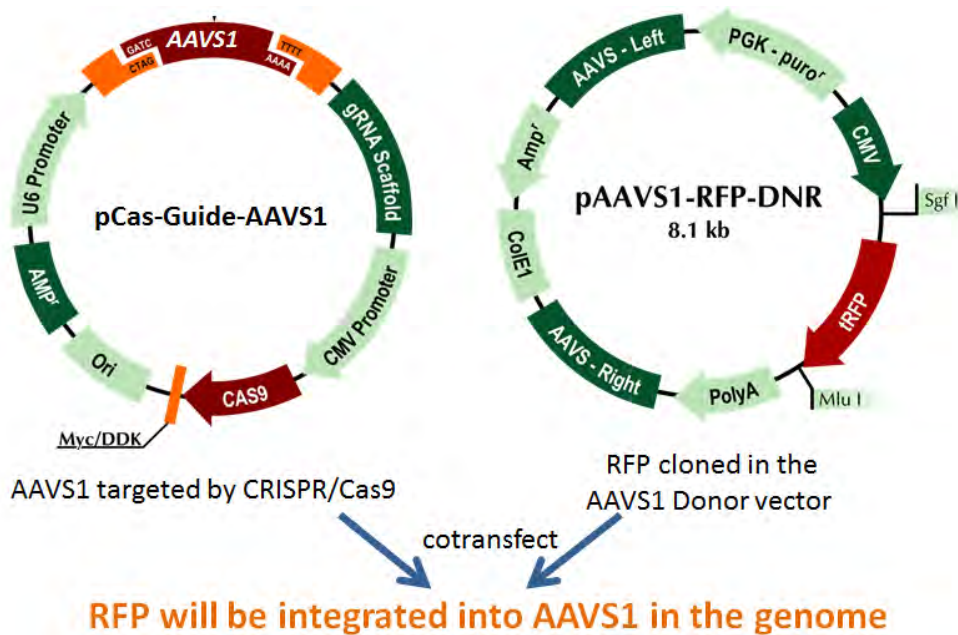 GATC
AAVS1
TTTT
CTAG
AAAA
U6 Promoter
gRNA Scaffold
pCas-Guide-AAVS1
AMPr
CMV Promoter
Ori
CAS9
Myc/DDK
AAVS - Left
PGK - puroʳ
Ampʳ
CMV
pAAVS1-RFP-DNR
8.1 kb
Sgf I
ColE1
tRFP
AAVS - Right
PolyA
Mlu I
AAVS1 targeted by CRISPR/Cas9
RFP cloned in the
AAVS1 Donor vector
cotransfect
RFP will be integrated into AAVS1 in the genome